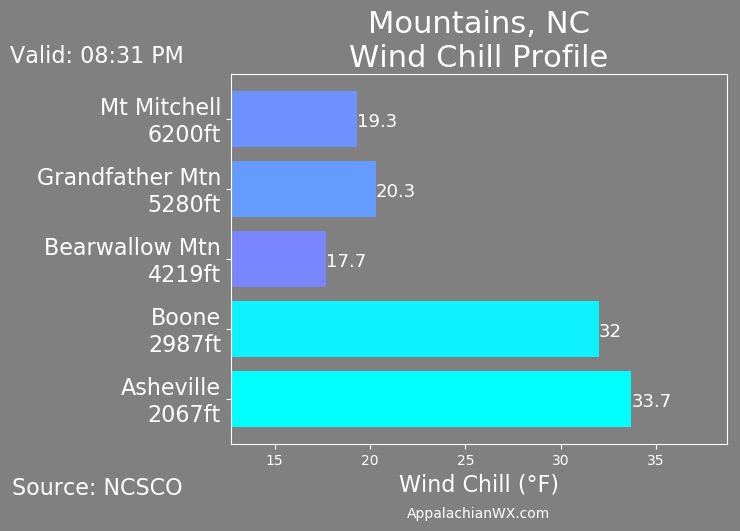 Mountains, NC
Wind Chill Profile
Valid: 08:31 PM
Mt Mitchell
6200ft
19.3
Grandfather Mtn
5280ft
20.3
Bearwallow Mtn
4219ft
17.7
Boone
2987ft
32
Asheville
2067ft
33.7
15 20 25 30 35
Wind Chill (°F)
Source: NCSCO
AppalachianWX.com